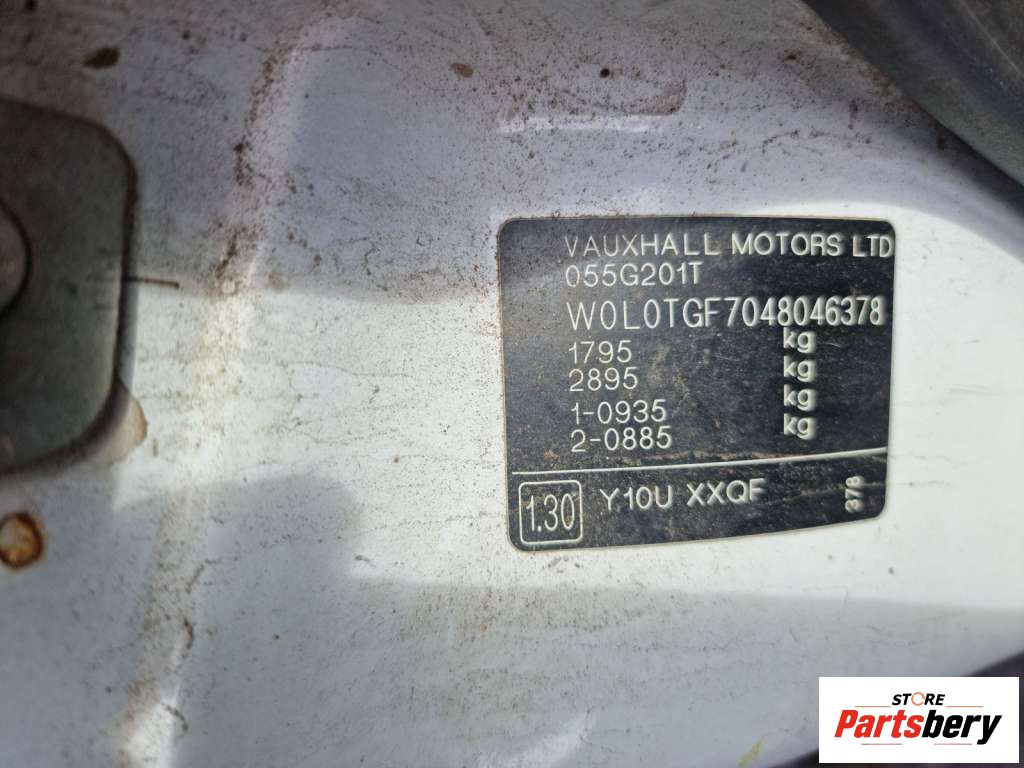 VAUXHALL MOTORS LTD
055G201T
W0L0TGF7048046378
1795 kg
2895 kg
1-0935 kg
2-0885 kg
1.30 Y10U XXQF 378
STORE
Partsbery